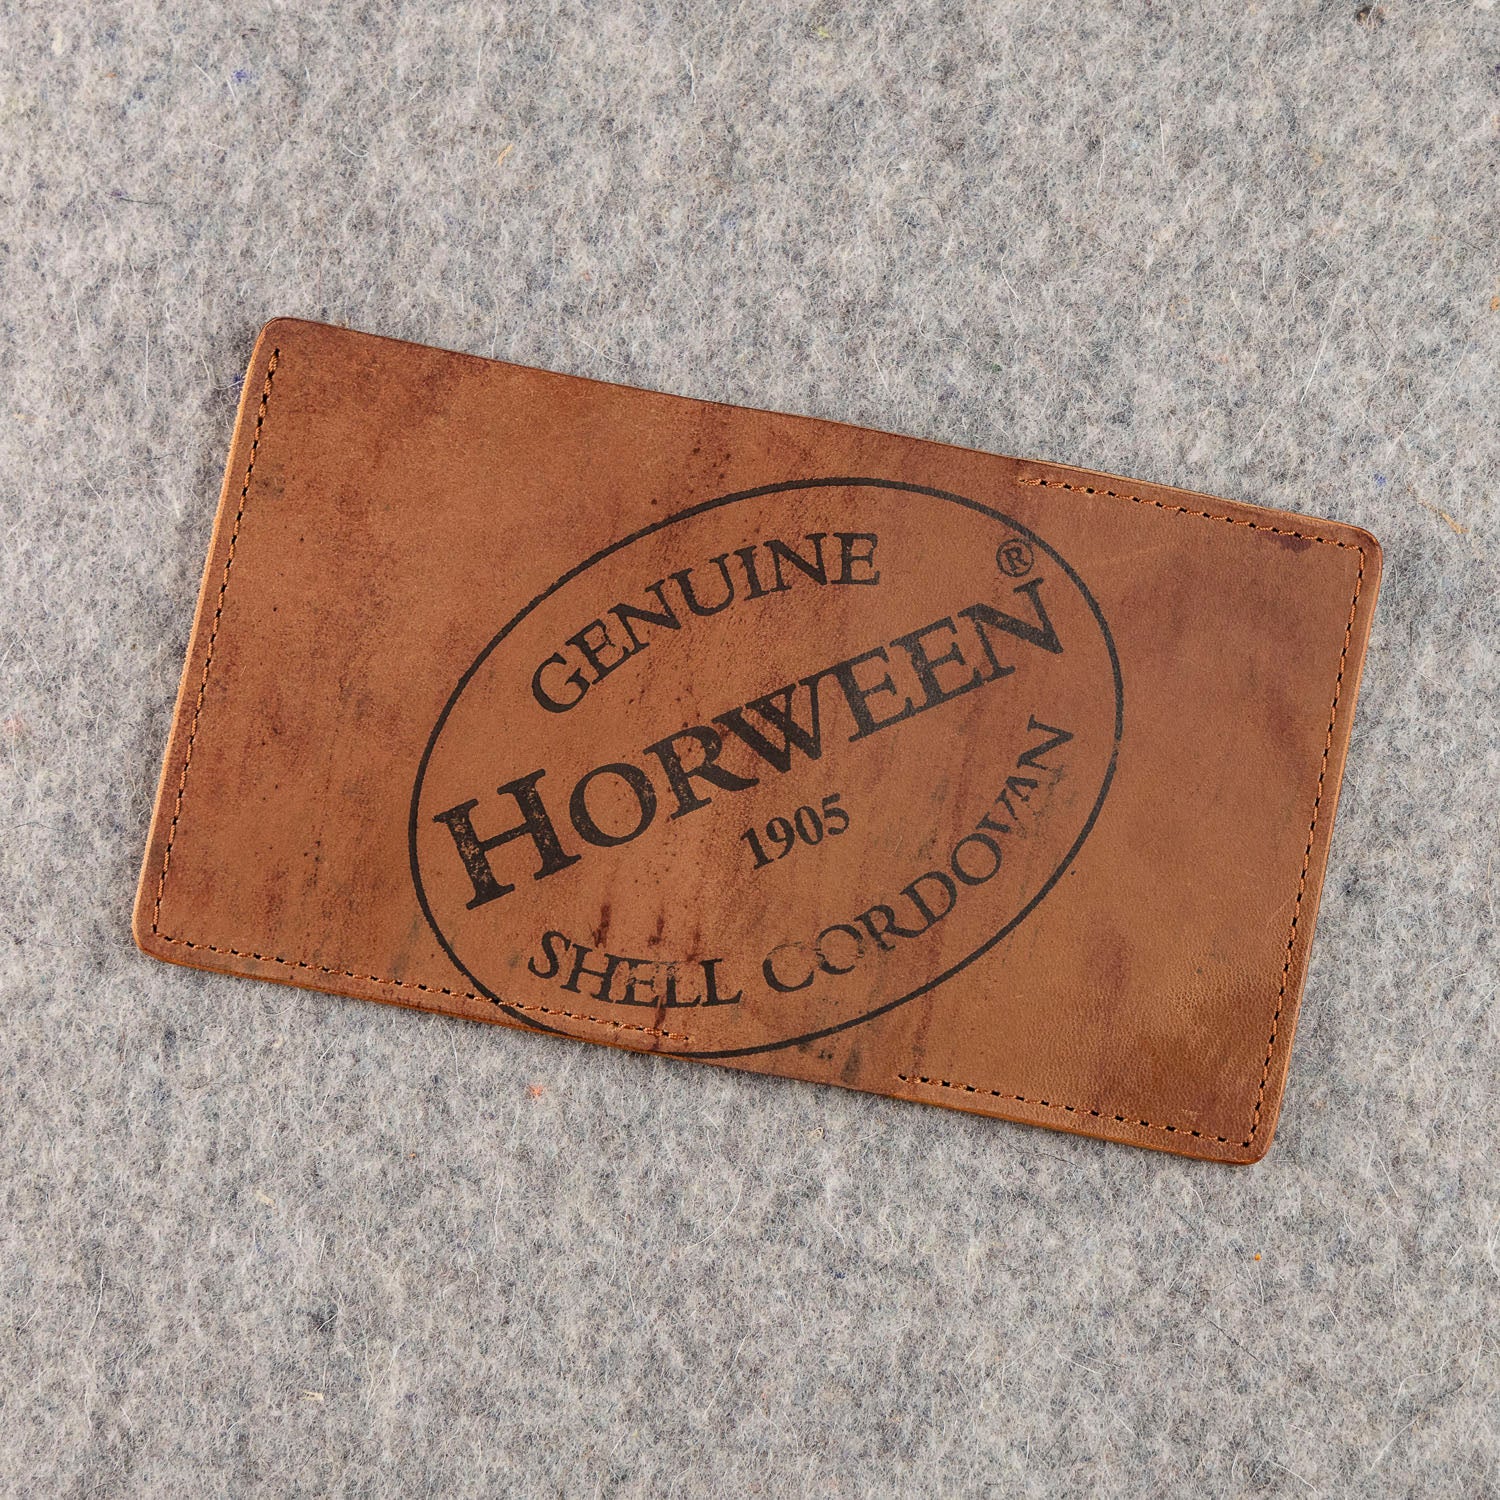 GENUINE
HORWEEN®
1905
SHELL CORDOVAN